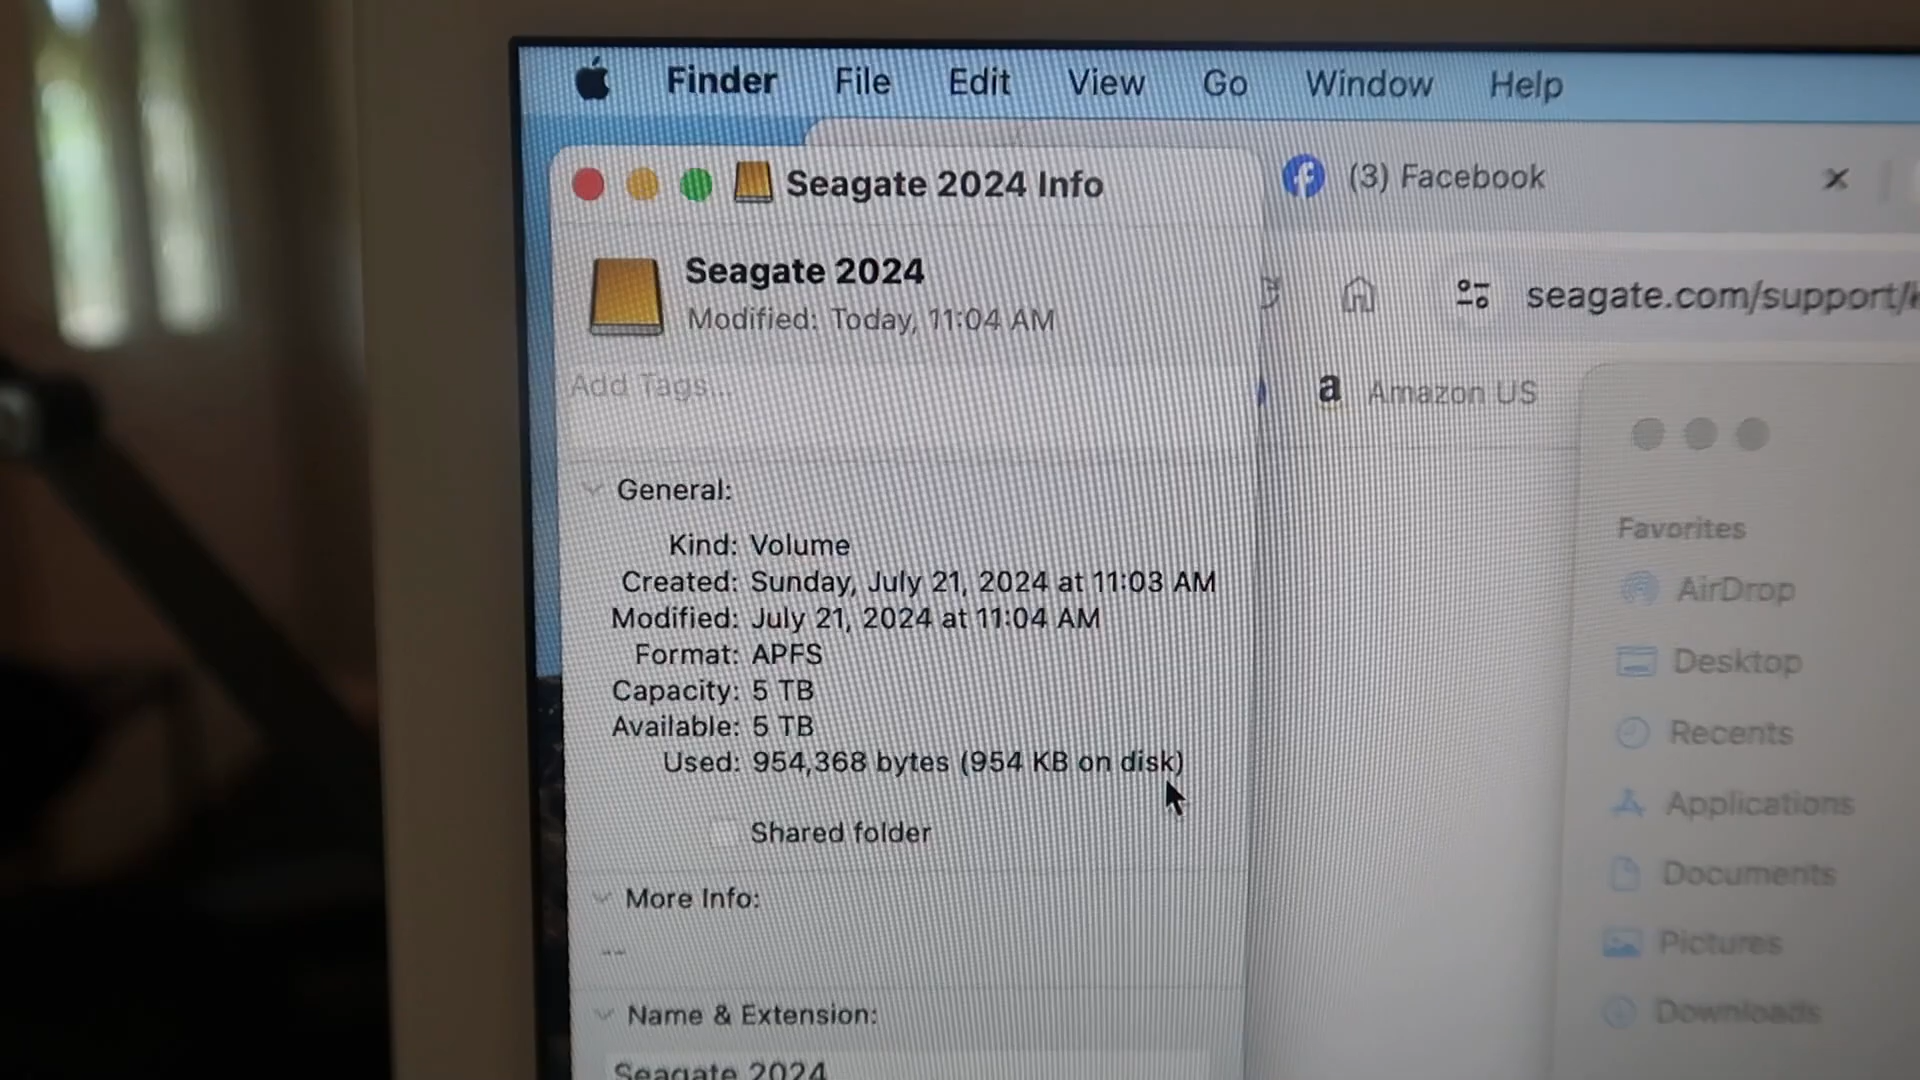 Finder File Edit View Go Window Help
Seagate 2024 Info
(3) Facebook
Seagate 2024
Modified: Today, 11:04 AM
seagate.com/support/
Add Tags...
a Amazon US
General:
Kind: Volume
Created: Sunday, July 21, 2024 at 11:03 AM
Modified: July 21, 2024 at 11:04 AM
Format: APFS
Capacity: 5 TB
Available: 5 TB
Used: 954,368 bytes (954 KB on disk)
Shared folder
More Info:
--
Name & Extension:
Seagate 2024
Favorites
AirDrop
Desktop
Recents
Applications
Documents
Pictures
Downloads